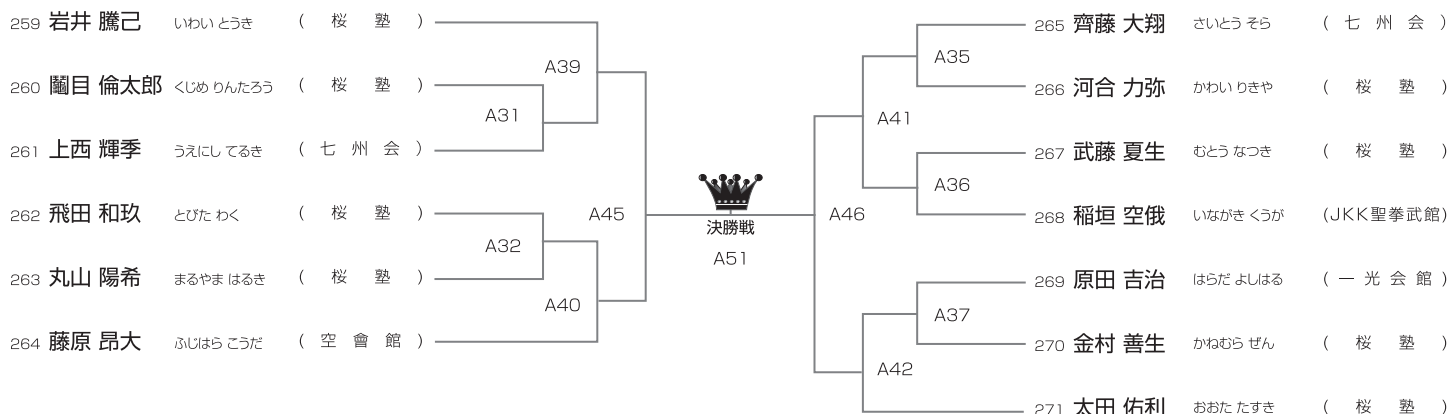 259 岩井 騰己 いわい とうき ( 桜 塾 )
260 鬮目 倫太郎 くじめ りんたろう ( 桜 塾 )
261 上西 輝季 うえにし てるき ( 七 州 会 )
262 飛田 和玖 とびた わく ( 桜 塾 )
263 丸山 陽希 まるやま はるき ( 桜 塾 )
264 藤原 昂大 ふじはら こうだ ( 空 會 館 )
A39
A31
A45
A32
A40
決勝戦
A51
A35
A41
A36
A46
A37
A42
265 齊藤 大翔 さいとう そら ( 七 州 会 )
266 河合 力弥 かわい りきや ( 桜 塾 )
267 武藤 夏生 むとう なつき ( 桜 塾 )
268 稲垣 空俄 いながき くうが (JKK聖拳武館)
269 原田 吉治 はらだ よしはる ( 一 光 会 館 )
270 金村 善生 かねむら ぜん ( 桜 塾 )
271 太田 佑利 おおた たすき ( 桜 塾 )